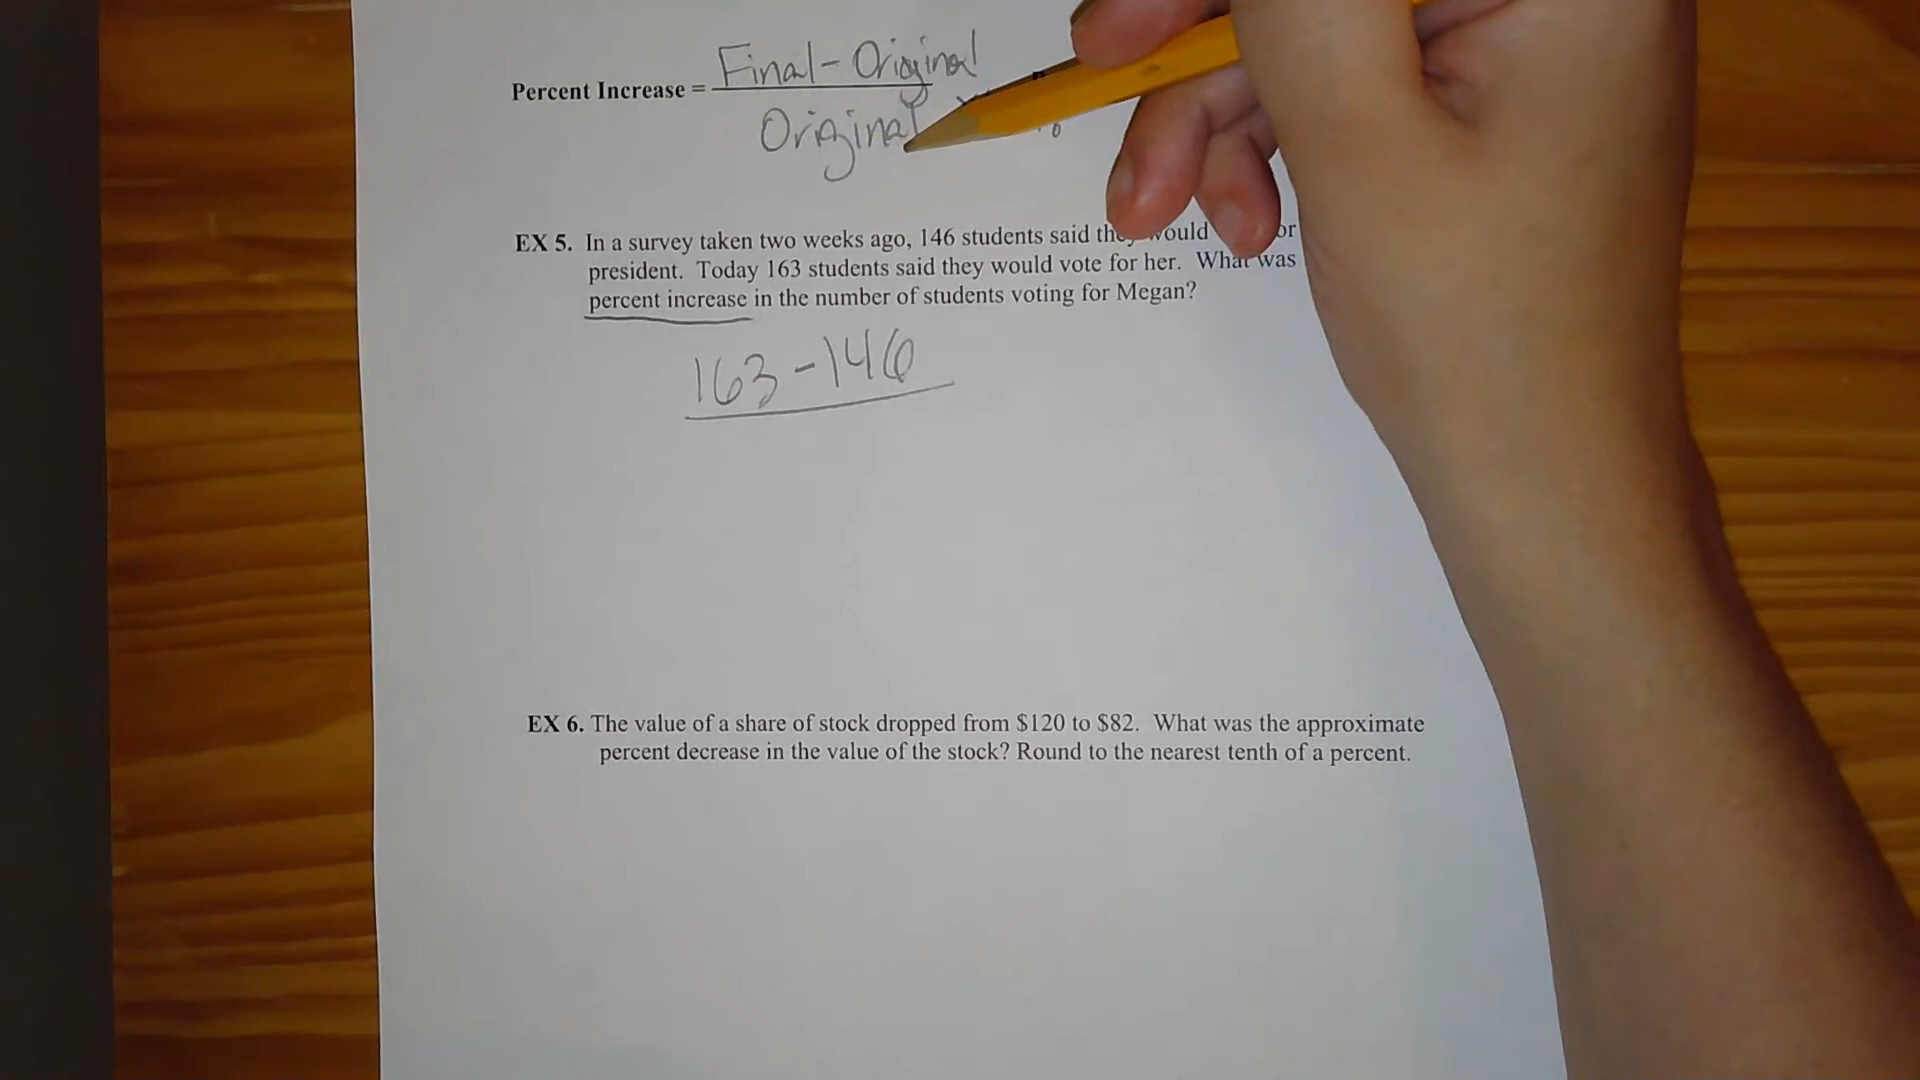 Final - Original
Percent Increase =
Original
EX 5. In a survey taken two weeks ago, 146 students said they would or
president. Today 163 students said they would vote for her. What was
percent increase in the number of students voting for Megan?
163 - 146
EX 6. The value of a share of stock dropped from $120 to $82. What was the approximate
percent decrease in the value of the stock? Round to the nearest tenth of a percent.